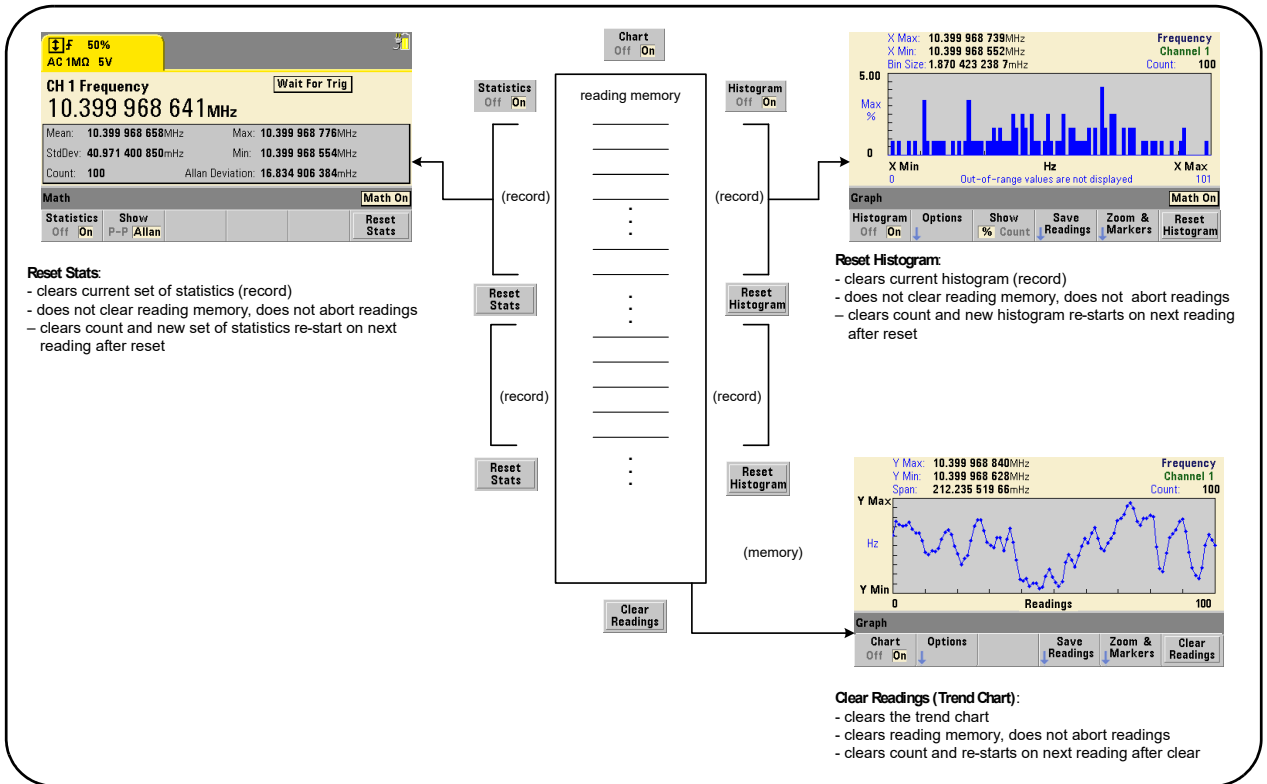 50%
AC 1MΩ 5V
CH 1 Frequency
Wait For Trig
10.399 968 641MHz
Mean: 10.399 968 658MHz Max: 10.399 968 776MHz
StdDev: 40.971 400 850mHz Min: 10.399 968 554MHz
Count: 100 Allan Deviation: 16.834 906 384mHz
Math
Math On
Statistics
Off On
Show
P-P Allan
Reset
Stats
Reset Stats:
- clears current set of statistics (record)
- does not clear reading memory, does not abort readings
– clears count and new set of statistics re-start on next
reading after reset
Chart
Off On
Statistics
Off On
reading memory
Histogram
Off On
(record)
(record)
Reset
Stats
Reset
Histogram
(record)
(record)
Reset
Stats
Reset
Histogram
(memory)
Clear
Readings
X Max: 10.399 968 739MHz
X Min: 10.399 968 552MHz
Bin Size: 1.870 423 238 7mHz
Frequency
Channel 1
Count: 100
5.00
Max
%
0
X Min Hz X Max
0 Out-of-range values are not displayed 101
Graph
Math On
Histogram
Off On
Options
Show
% Count
Save
Readings
Zoom &
Markers
Reset
Histogram
Reset Histogram:
- clears current histogram (record)
- does not clear reading memory, does not abort readings
– clears count and new histogram re-starts on next reading
after reset
Y Max: 10.399 968 840MHz
Y Min: 10.399 968 628MHz
Span: 212.235 519 66mHz
Frequency
Channel 1
Count: 100
Y Max
Hz
Y Min
0 Readings 100
Graph
Chart
Off On
Options
Save
Readings
Zoom &
Markers
Clear
Readings
Clear Readings (Trend Chart):
- clears the trend chart
- clears reading memory, does not abort readings
- clears count and re-starts on next reading after clear